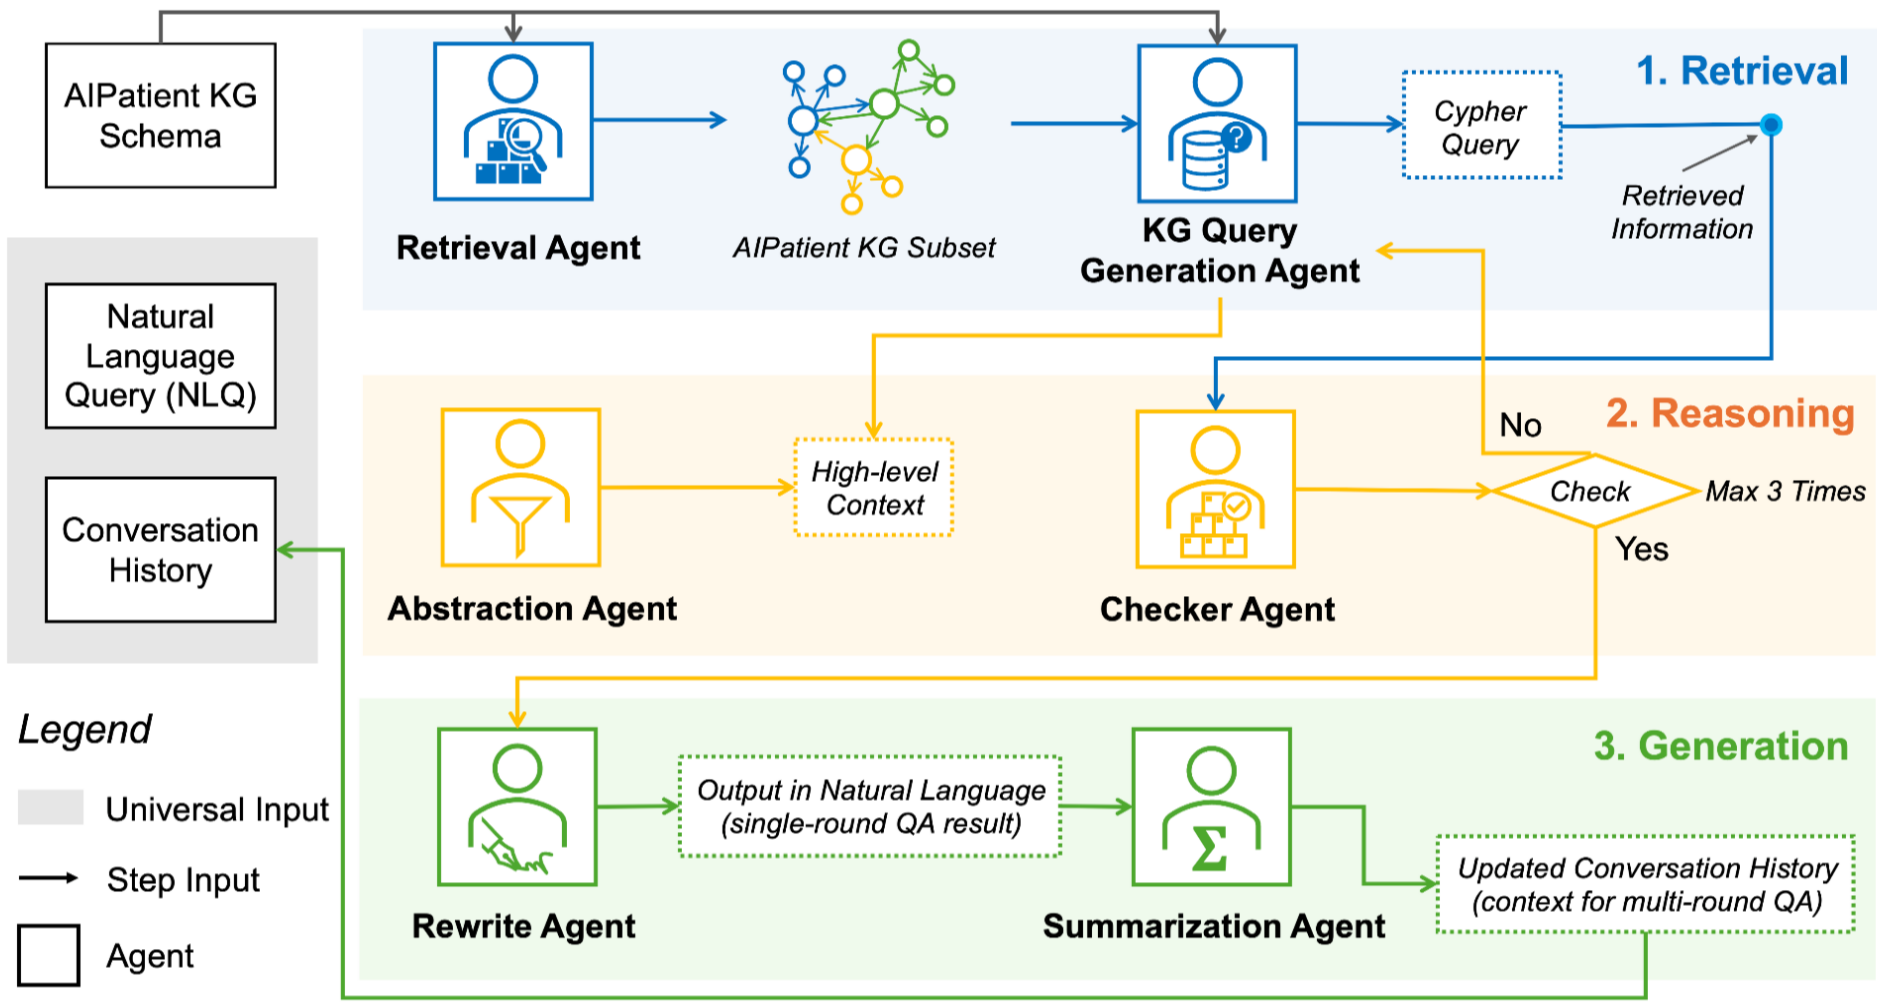 AIPatient KG
Schema
Natural
Language
Query (NLQ)
Conversation
History
Legend
Universal Input
Step Input
Agent
1. Retrieval
Retrieval Agent
AIPatient KG Subset
KG Query
Generation Agent
?
Cypher
Query
Retrieved
Information
2. Reasoning
Abstraction Agent
High-level
Context
Checker Agent
Check
No
Max 3 Times
Yes
3. Generation
Rewrite Agent
Output in Natural Language
(single-round QA result)
Σ
Summarization Agent
Updated Conversation History
(context for multi-round QA)